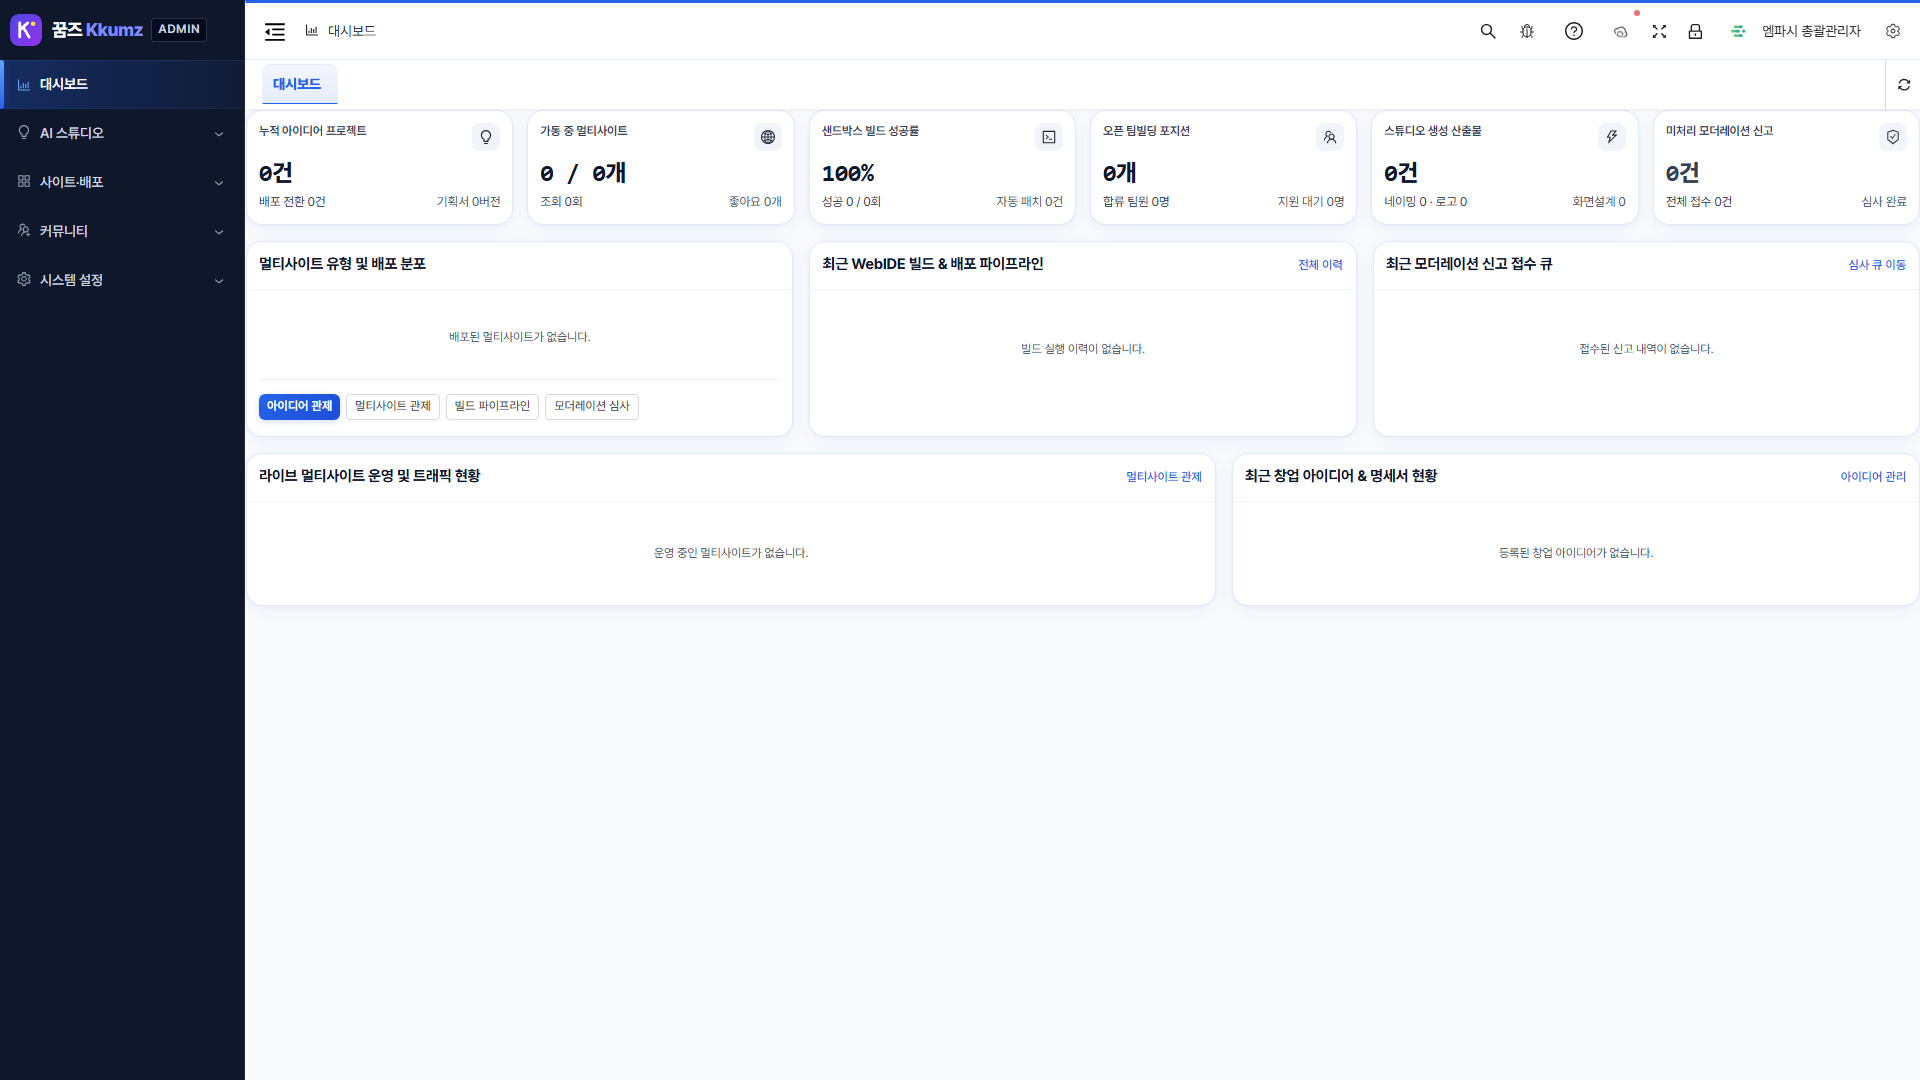 꿈즈 Kkumz ADMIN
대시보드
AI 스튜디오
사이트·배포
커뮤니티
시스템 설정
대시보드
엠파시 총괄관리자
대시보드
누적 아이디어 프로젝트
0건
배포 전환 0건 기획서 0버전
가동 중 멀티사이트
0 / 0개
조회 0회 좋아요 0개
샌드박스 빌드 성공률
100%
성공 0 / 0회 자동 패치 0건
오픈 팀빌딩 포지션
0개
합류 팀원 0명 지원 대기 0명
스튜디오 생성 산출물
0건
네이밍 0 · 로고 0 화면설계 0
미처리 모더레이션 신고
0건
전체 접수 0건 심사 완료
멀티사이트 유형 및 배포 분포
배포된 멀티사이트가 없습니다.
아이디어 관제 멀티사이트 관제 빌드 파이프라인 모더레이션 심사
최근 WebIDE 빌드 & 배포 파이프라인 전체 이력
빌드 실행 이력이 없습니다.
최근 모더레이션 신고 접수 큐 심사 큐 이동
접수된 신고 내역이 없습니다.
라이브 멀티사이트 운영 및 트래픽 현황 멀티사이트 관제
운영 중인 멀티사이트가 없습니다.
최근 창업 아이디어 & 명세서 현황 아이디어 관리
등록된 창업 아이디어가 없습니다.